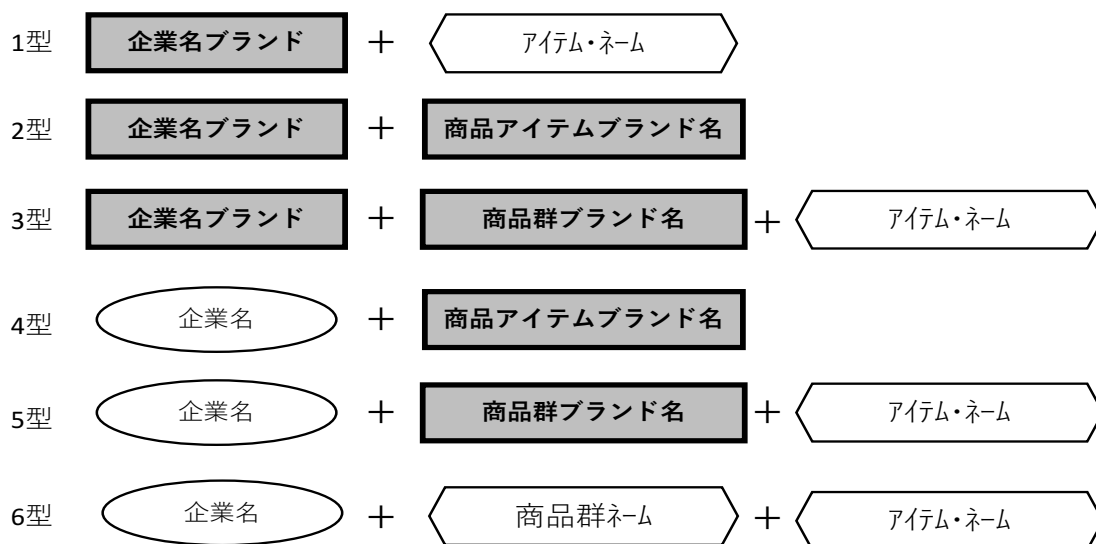 1型 企業名ブランド + アイテム・ネーム
2型 企業名ブランド + 商品アイテムブランド名
3型 企業名ブランド + 商品群ブランド名 + アイテム・ネーム
4型 企業名 + 商品アイテムブランド名
5型 企業名 + 商品群ブランド名 + アイテム・ネーム
6型 企業名 + 商品群ネーム + アイテム・ネーム